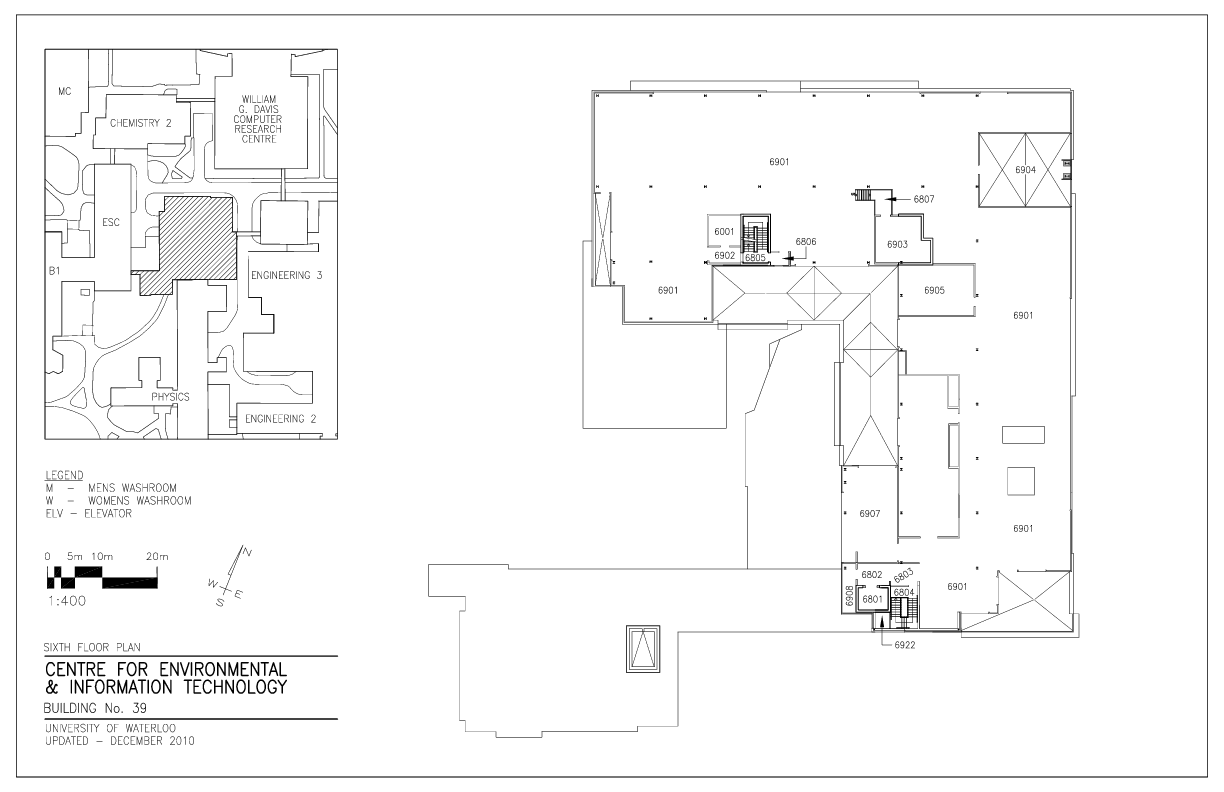 MC
CHEMISTRY 2
WILLIAM
G. DAVIS
COMPUTER
RESEARCH
CENTRE
ESC
B1
ENGINEERING 3
PHYSICS
ENGINEERING 2
LEGEND
M – MENS WASHROOM
W – WOMENS WASHROOM
ELV – ELEVATOR
0 5m 10m 20m
1:400
N
W
E
S
SIXTH FLOOR PLAN
CENTRE FOR ENVIRONMENTAL
& INFORMATION TECHNOLOGY
BUILDING No. 39
UNIVERSITY OF WATERLOO
UPDATED – DECEMBER 2010
6901
6904
6807
6001
6806
6903
6902
6805
6901
6905
6901
6907
6901
6802
6803
6901
6908
6801
6804
6922